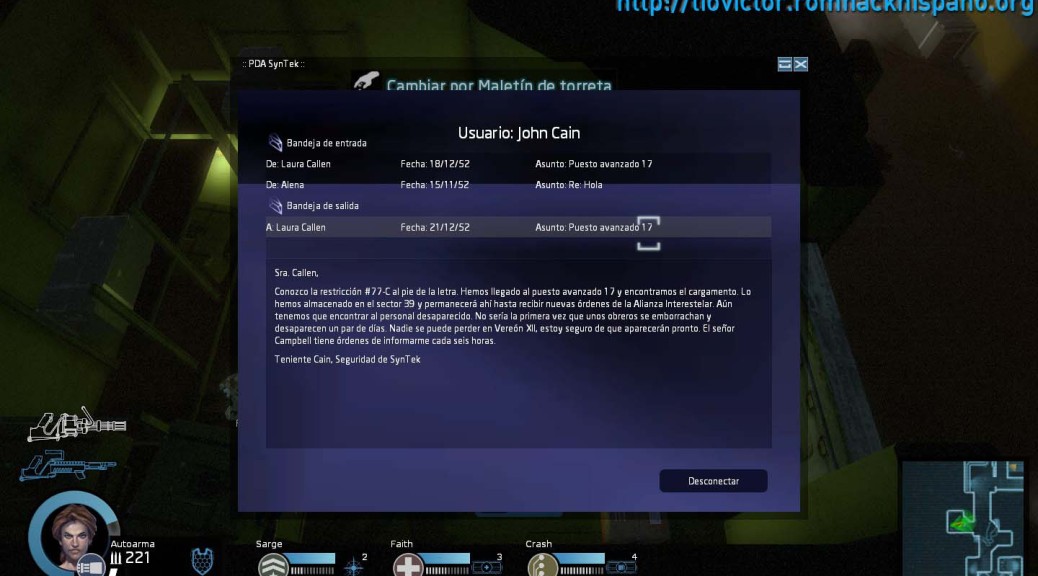 http://tiovictor.romhackhispano.org
:: PDA SynTek ::
Cambiar por Maletín de torreta
Usuario: John Cain
Bandeja de entrada
De: Laura Callen Fecha: 18/12/52 Asunto: Puesto avanzado 17
De: Alena Fecha: 15/11/52 Asunto: Re: Hola
Bandeja de salida
A: Laura Callen Fecha: 21/12/52 Asunto: Puesto avanzado 17
Sra. Callen,
Conozco la restricción #77-C al pie de la letra. Hemos llegado al puesto avanzado 17 y encontramos el cargamento. Lo
hemos almacenado en el sector 39 y permanecerá ahí hasta recibir nuevas órdenes de la Alianza Interestelar. Aún
tenemos que encontrar al personal desaparecido. No sería la primera vez que unos obreros se emborrachan y
desaparecen un par de días. Nadie se puede perder en Vereón XII, estoy seguro de que aparecerán pronto. El señor
Campbell tiene órdenes de informarme cada seis horas.
Teniente Cain, Seguridad de SynTek
Desconectar
Autoarma
221
Sarge 2
Faith 3
Crash 4